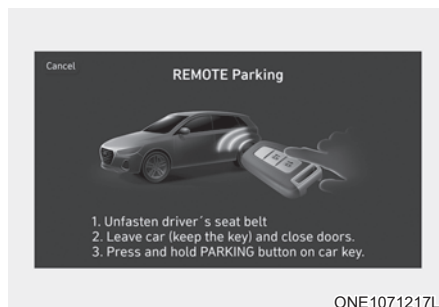 Cancel
REMOTE Parking
1. Unfasten driver´s seat belt
2. Leave car (keep the key) and close doors.
3. Press and hold PARKING button on car key.
ONE1071217L